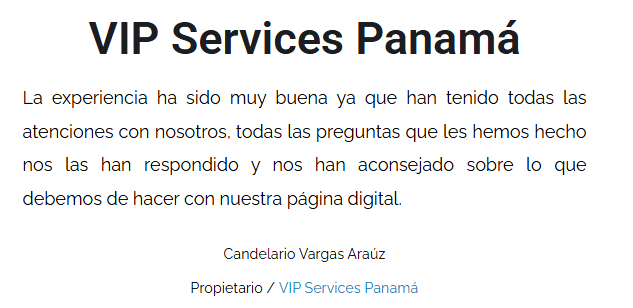 VIP Services Panamá
La experiencia ha sido muy buena ya que han tenido todas las
atenciones con nosotros, todas las preguntas que les hemos hecho
nos las han respondido y nos han aconsejado sobre lo que
debemos de hacer con nuestra página digital.
Candelario Vargas Araúz
Propietario / VIP Services Panamá